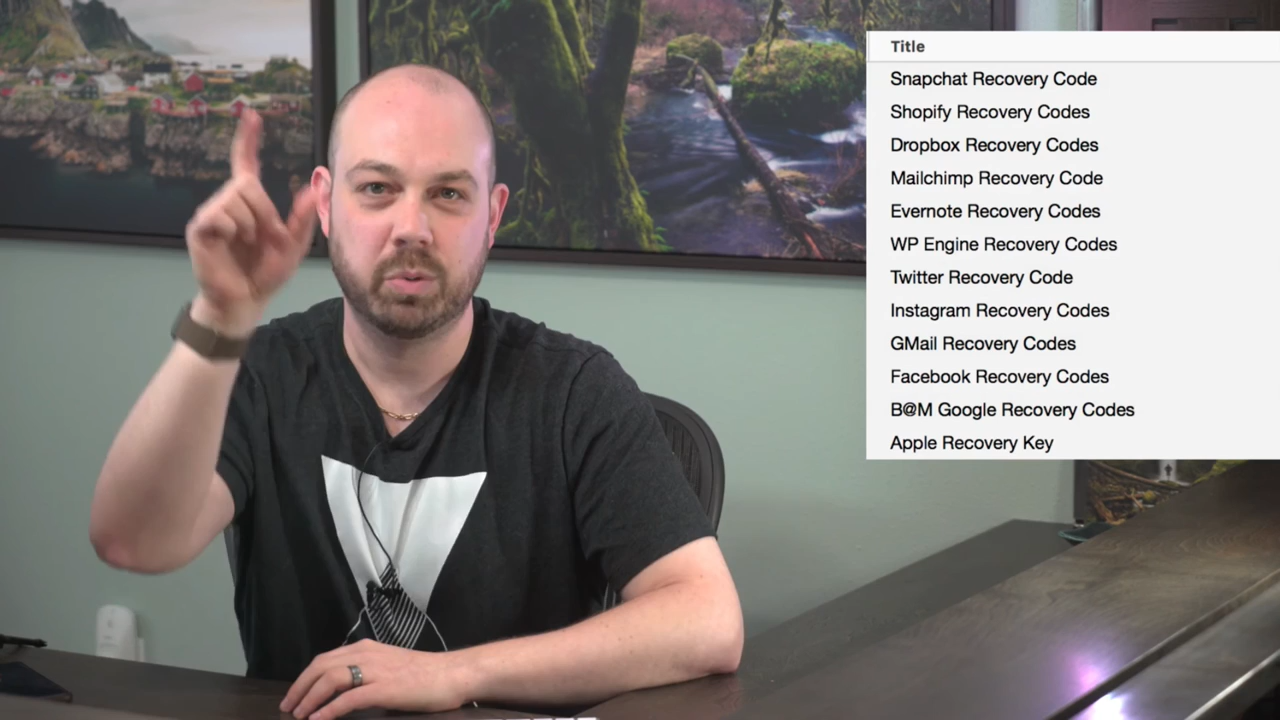 Title
Snapchat Recovery Code
Shopify Recovery Codes
Dropbox Recovery Codes
Mailchimp Recovery Code
Evernote Recovery Codes
WP Engine Recovery Codes
Twitter Recovery Code
Instagram Recovery Codes
GMail Recovery Codes
Facebook Recovery Codes
B@M Google Recovery Codes
Apple Recovery Key